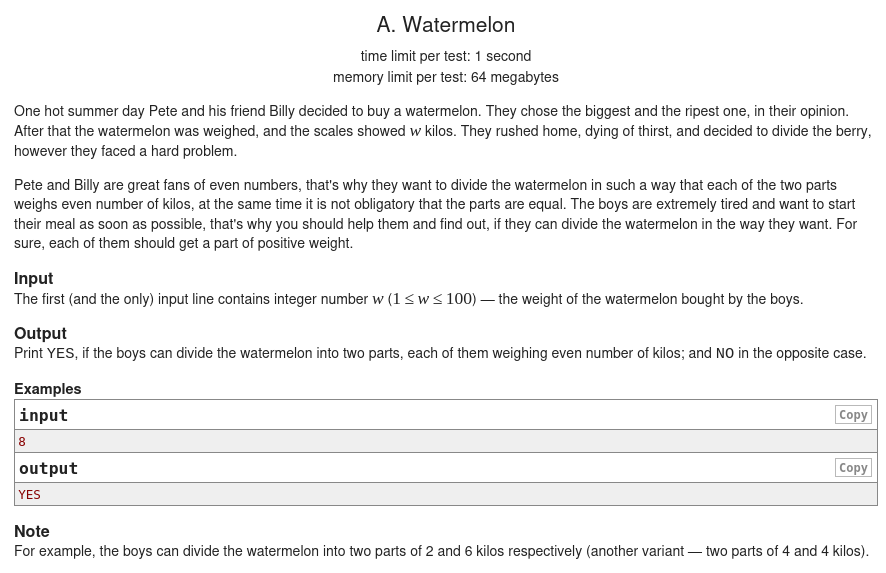 A. Watermelon
time limit per test: 1 second
memory limit per test: 64 megabytes
One hot summer day Pete and his friend Billy decided to buy a watermelon. They chose the biggest and the ripest one, in their opinion.
After that the watermelon was weighed, and the scales showed w kilos. They rushed home, dying of thirst, and decided to divide the berry,
however they faced a hard problem.
Pete and Billy are great fans of even numbers, that's why they want to divide the watermelon in such a way that each of the two parts
weighs even number of kilos, at the same time it is not obligatory that the parts are equal. The boys are extremely tired and want to start
their meal as soon as possible, that's why you should help them and find out, if they can divide the watermelon in the way they want. For
sure, each of them should get a part of positive weight.
Input
The first (and the only) input line contains integer number w (1 ≤ w ≤ 100) — the weight of the watermelon bought by the boys.
Output
Print YES, if the boys can divide the watermelon into two parts, each of them weighing even number of kilos; and NO in the opposite case.
Examples
input Copy
8
output Copy
YES
Note
For example, the boys can divide the watermelon into two parts of 2 and 6 kilos respectively (another variant — two parts of 4 and 4 kilos).